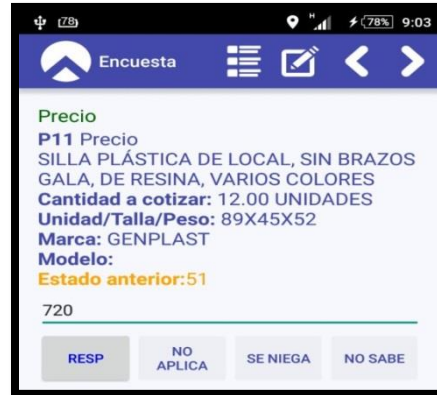 78
H
78%
9:03
Encuesta
Precio
P11 Precio
SILLA PLÁSTICA DE LOCAL, SIN BRAZOS
GALA, DE RESINA, VARIOS COLORES
Cantidad a cotizar: 12.00 UNIDADES
Unidad/Talla/Peso: 89X45X52
Marca: GENPLAST
Modelo:
Estado anterior:51
720
RESP
NO
APLICA
SE NIEGA
NO SABE